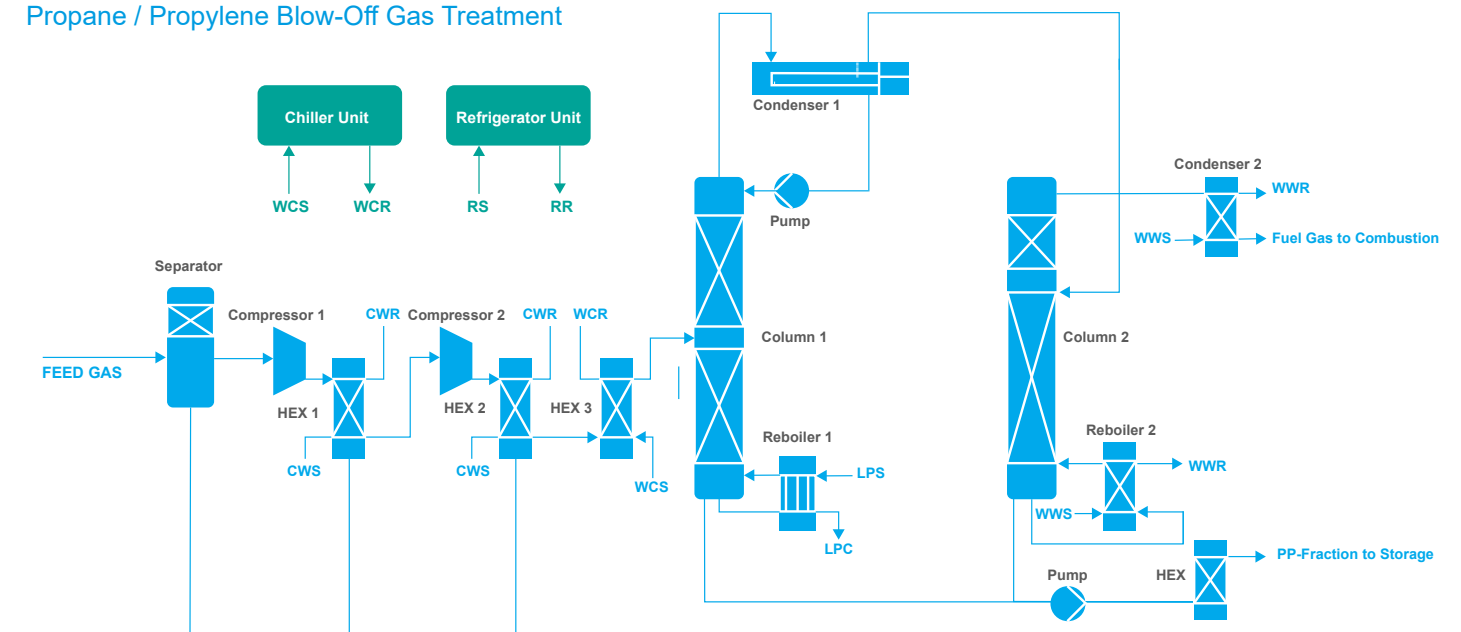 Propane / Propylene Blow-Off Gas Treatment
Condenser 1
Chiller Unit
Refrigerator Unit
Condenser 2
WCS
WCR
RS
RR
WWR
Pump
WWS
Fuel Gas to Combustion
Separator
Compressor 1
CWR
Compressor 2
CWR
WCR
Column 1
Column 2
FEED GAS
HEX 1
HEX 2
HEX 3
Reboiler 1
Reboiler 2
CWS
CWS
WCS
LPS
WWR
WWS
LPC
PP-Fraction to Storage
Pump
HEX